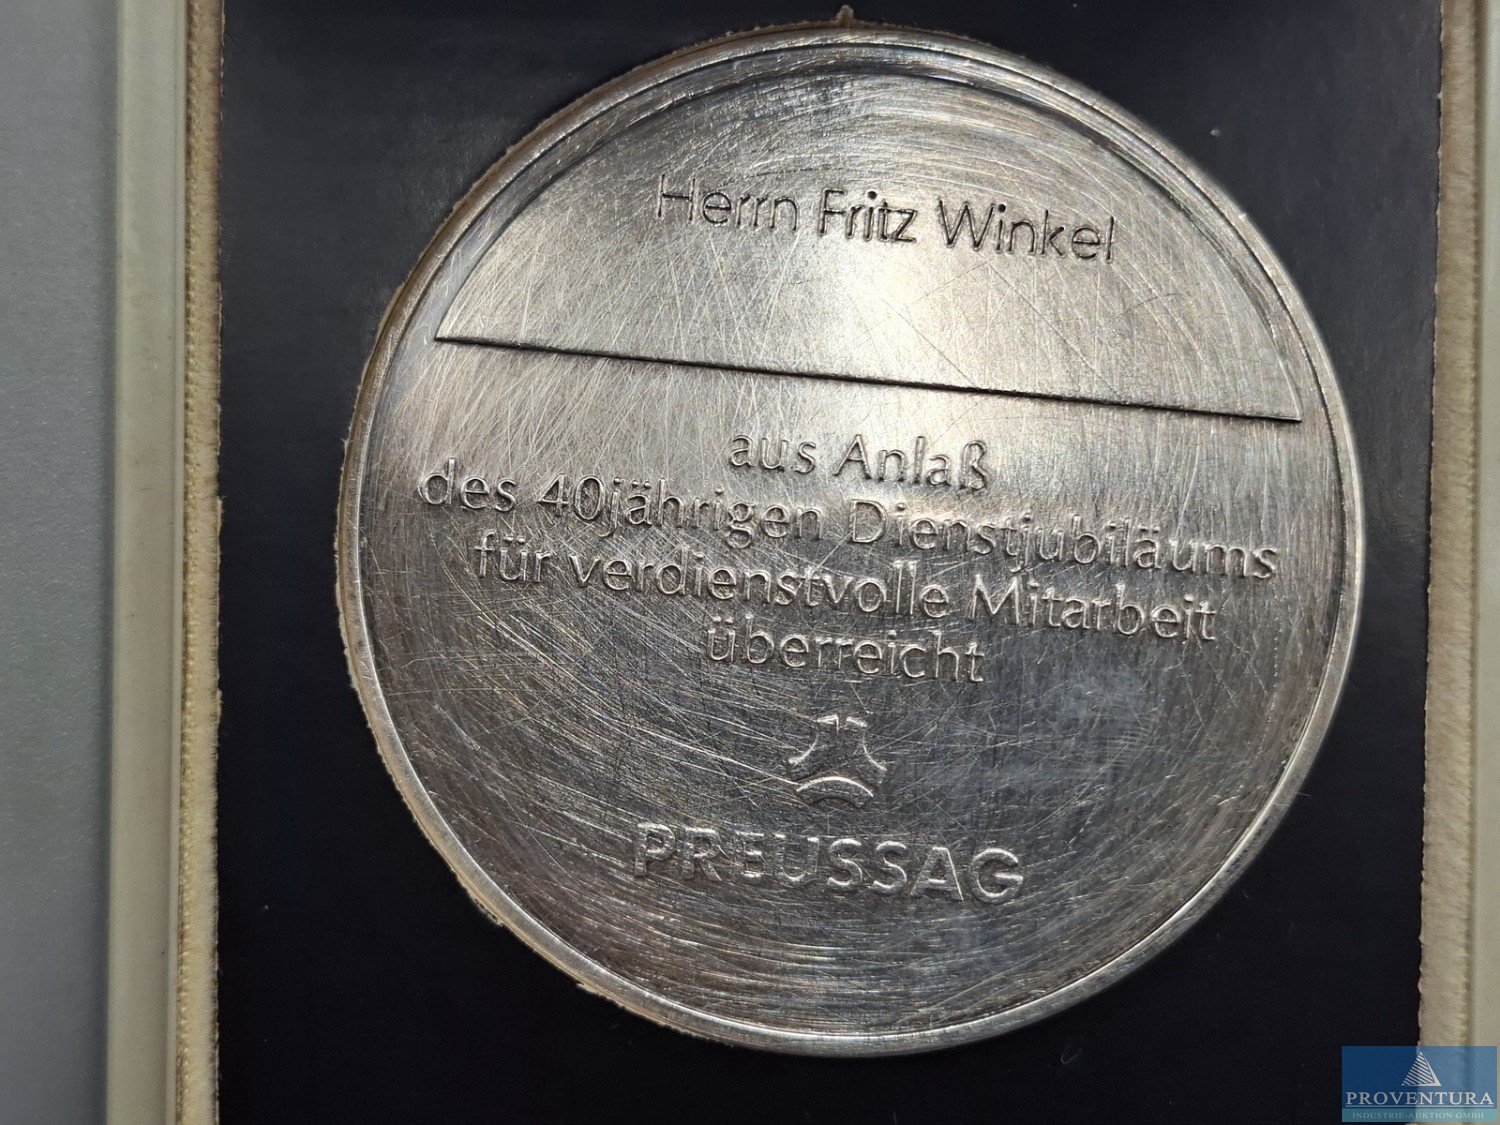 Herrn Fritz Winkel
aus Anlaß
des 40jährigen Dienstjubiläums
für verdienstvolle Mitarbeit
überreicht
PREUSSAG
PROVENTURA
INDUSTRIE-AUKTION GMBH